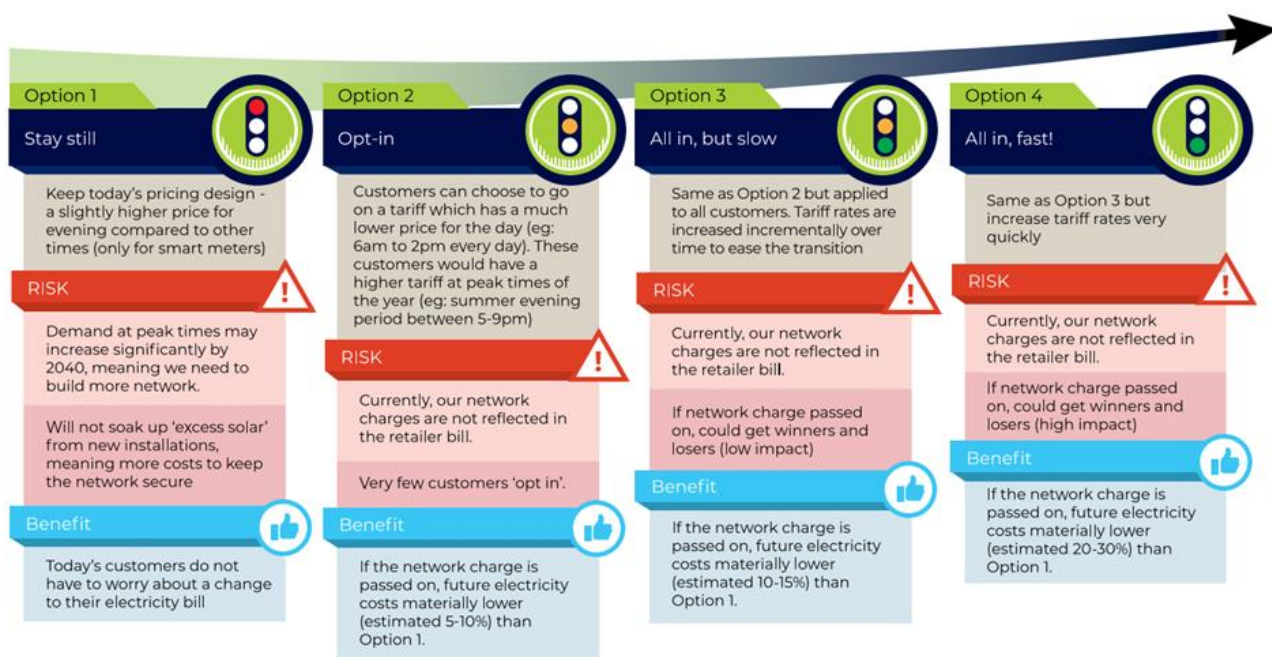 Option 1
Stay still
Keep today's pricing design -
a slightly higher price for
evening compared to other
times (only for smart meters)
RISK
!
Demand at peak times may
increase significantly by
2040, meaning we need to
build more network.
Will not soak up 'excess solar'
from new installations,
meaning more costs to keep
the network secure
Benefit
Today's customers do not
have to worry about a change
to their electricity bill
Option 2
Opt-in
Customers can choose to go
on a tariff which has a much
lower price for the day (eg:
6am to 2pm every day). These
customers would have a
higher tariff at peak times of
the year (eg: summer evening
period between 5-9pm)
RISK
!
Currently, our network
charges are not reflected in
the retailer bill.
Very few customers 'opt in'.
Benefit
If the network charge is
passed on, future electricity
costs materially lower
(estimated 5-10%) than
Option 1.
Option 3
All in, but slow
Same as Option 2 but applied
to all customers. Tariff rates are
increased incrementally over
time to ease the transition
RISK
!
Currently, our network
charges are not reflected in
the retailer bill.
If network charge passed
on, could get winners and
losers (low impact)
Benefit
If the network charge is
passed on, future electricity
costs materially lower
(estimated 10-15%) than
Option 1.
Option 4
All in, fast!
Same as Option 3 but
increase tariff rates very
quickly
RISK
!
Currently, our network
charges are not reflected in
the retailer bill.
If network charge passed
on, could get winners and
losers (high impact)
Benefit
If the network charge is
passed on, future electricity
costs materially lower
(estimated 20-30%) than
Option 1.